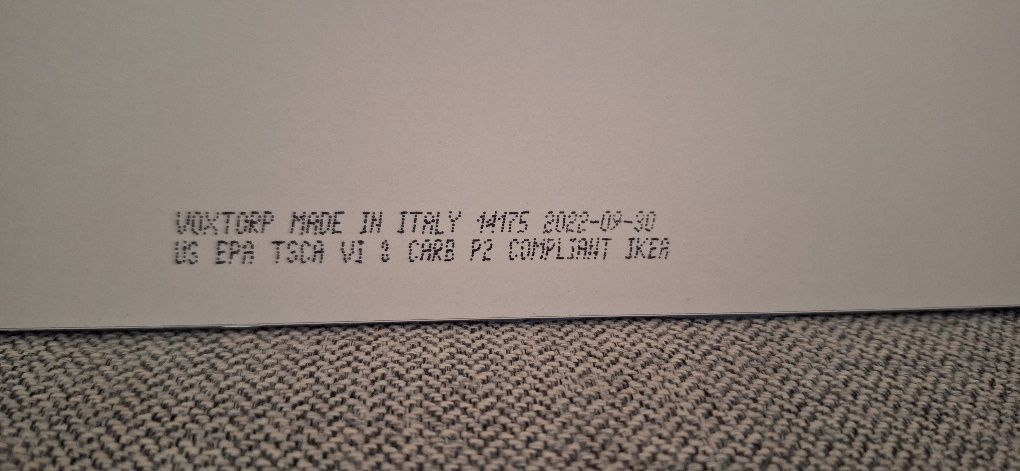 VOXTORP MADE IN ITALY 14175 2022-09-30
US EPA TSCA VI & CARB P2 COMPLIANT IKEA